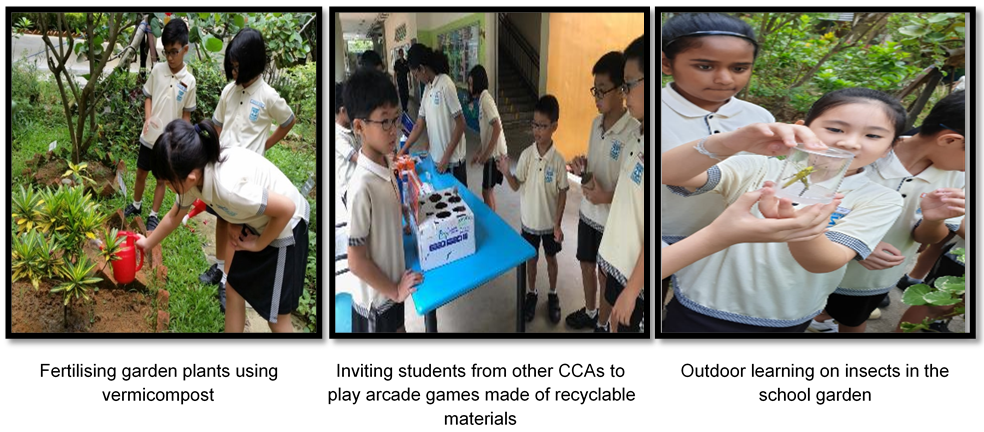 Fertilising garden plants using
vermicompost
Inviting students from other CCAs to
play arcade games made of recyclable
materials
Outdoor learning on insects in the
school garden